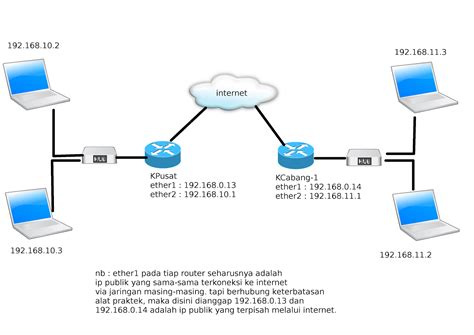 192.168.10.2
192.168.11.3
internet
KPusat
ether1 : 192.168.0.13
ether2 : 192.168.10.1
KCabang-1
ether1 : 192.168.0.14
ether2 : 192.168.11.1
192.168.10.3
192.168.11.2
nb : ether1 pada tiap router seharusnya adalah
ip publik yang sama-sama terkoneksi ke internet
via jaringan masing-masing. tapi berhubung keterbatasan
alat praktek, maka disini dianggap 192.168.0.13 dan
192.168.0.14 adalah ip publik yang terpisah melalui internet.